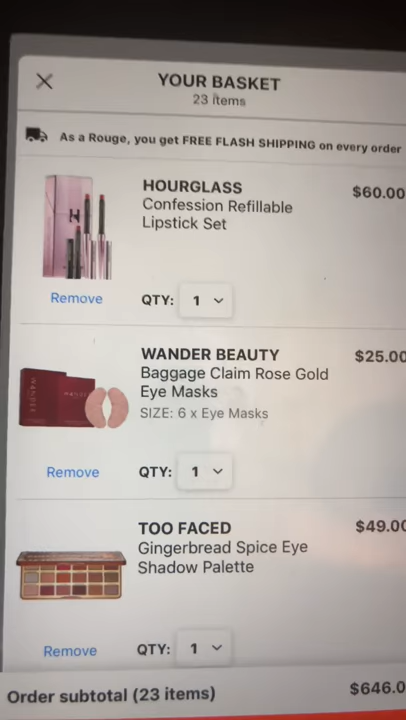 YOUR BASKET
23 items
As a Rouge, you get FREE FLASH SHIPPING on every order
HOURGLASS
$60.00
Confession Refillable
Lipstick Set
Remove
QTY: 1
WANDER BEAUTY
$25.00
Baggage Claim Rose Gold
Eye Masks
SIZE: 6 x Eye Masks
Remove
QTY: 1
TOO FACED
$49.00
Gingerbread Spice Eye
Shadow Palette
Remove
QTY: 1
Order subtotal (23 items)
$646.0